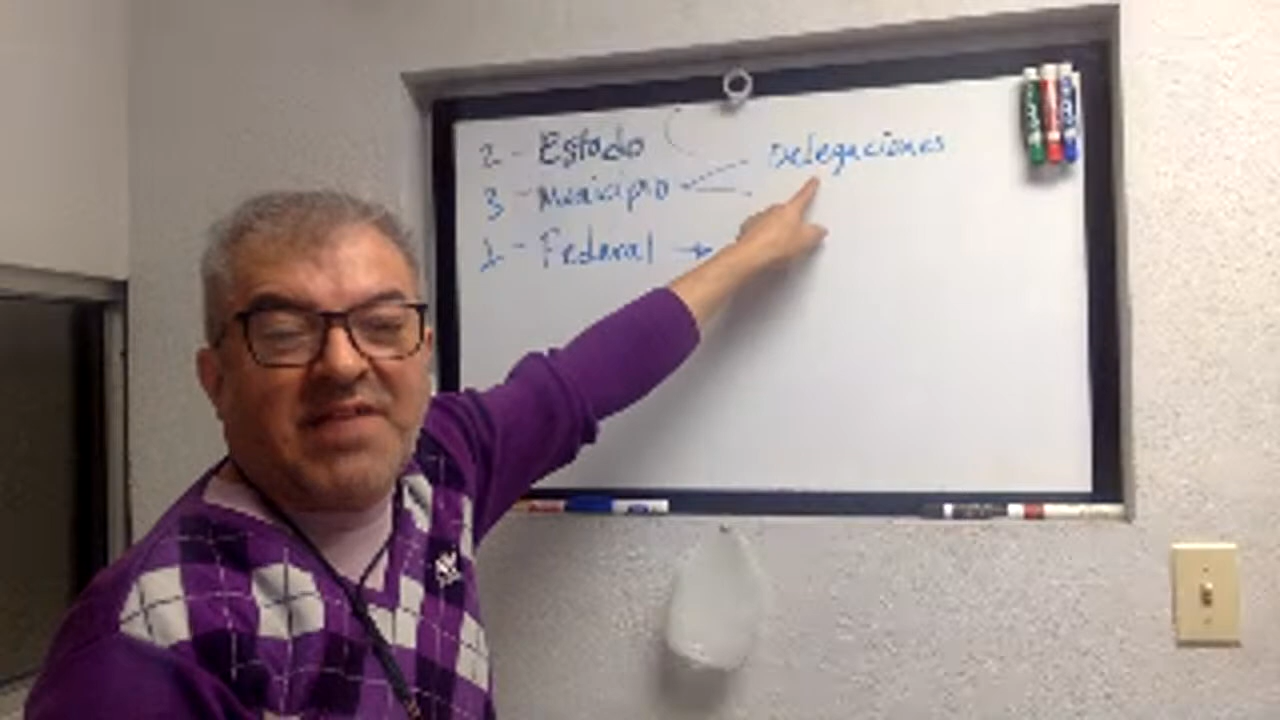 2 - Estado
3 - Municipio
Delegaciones
1 - Federal →